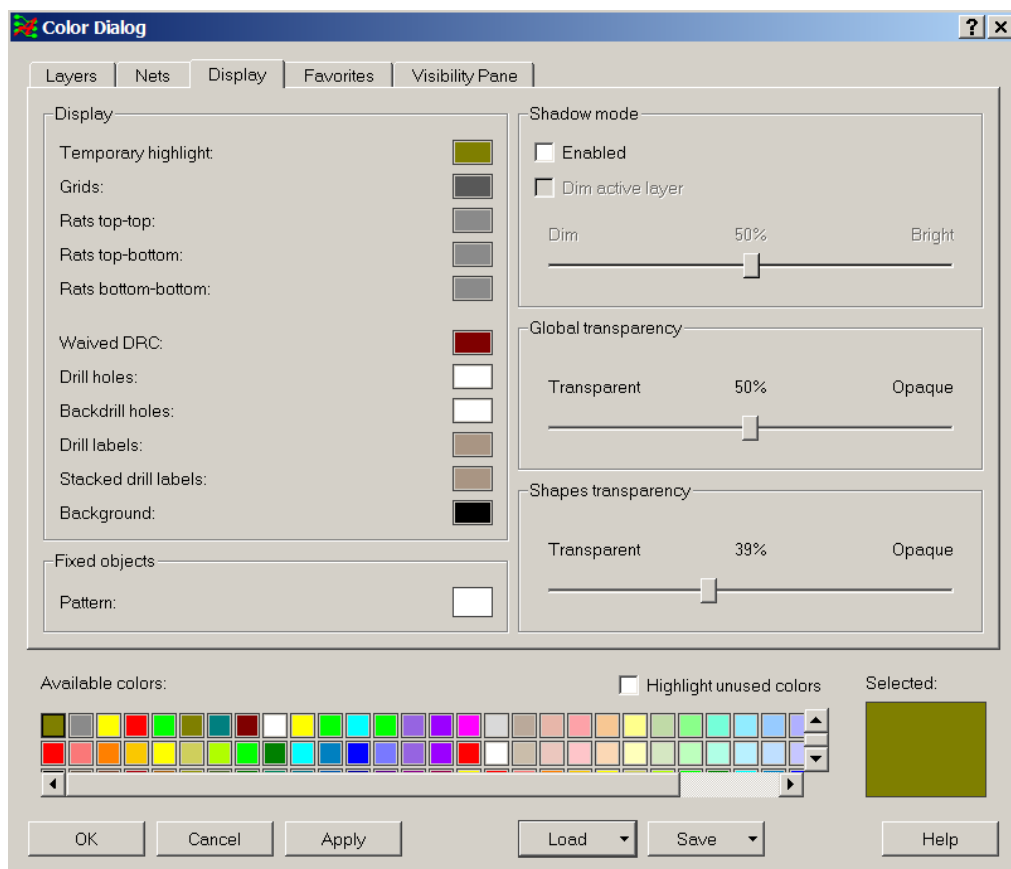 Color Dialog
Layers
Nets
Display
Favorites
Visibility Pane
Display
Temporary highlight:
Grids:
Rats top-top:
Rats top-bottom:
Rats bottom-bottom:
Waived DRC:
Drill holes:
Backdrill holes:
Drill labels:
Stacked drill labels:
Background:
Fixed objects
Pattern:
Shadow mode
Enabled
Dim active layer
Dim 50% Bright
Global transparency
Transparent 50% Opaque
Shapes transparency
Transparent 39% Opaque
Available colors:
Highlight unused colors
Selected:
OK
Cancel
Apply
Load
Save
Help